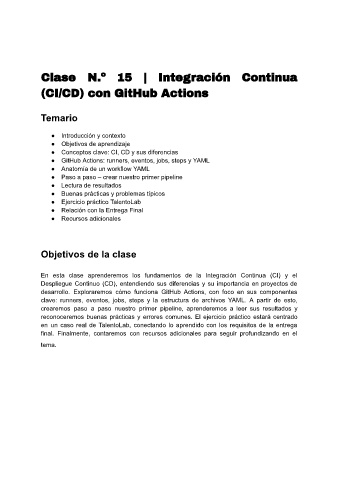 Clase N.º 15 | Integración Continua
(CI/CD) con GitHub Actions
Temario
● Introducción y contexto
● Objetivos de aprendizaje
● Conceptos clave: CI, CD y sus diferencias
● GitHub Actions: runners, eventos, jobs, steps y YAML
● Anatomía de un workflow YAML
● Paso a paso – crear nuestro primer pipeline
● Lectura de resultados
● Buenas prácticas y problemas típicos
● Ejercicio práctico TalentoLab
● Relación con la Entrega Final
● Recursos adicionales
Objetivos de la clase
En esta clase aprenderemos los fundamentos de la Integración Continua (CI) y el
Despliegue Continuo (CD), entendiendo sus diferencias y su importancia en proyectos de
desarrollo. Exploraremos cómo funciona GitHub Actions, con foco en sus componentes
clave: runners, eventos, jobs, steps y la estructura de archivos YAML. A partir de esto,
crearemos paso a paso nuestro primer pipeline, aprenderemos a leer sus resultados y
reconoceremos buenas prácticas y errores comunes. El ejercicio práctico estará centrado
en un caso real de TalentoLab, conectando lo aprendido con los requisitos de la entrega
final. Finalmente, contaremos con recursos adicionales para seguir profundizando en el
tema.